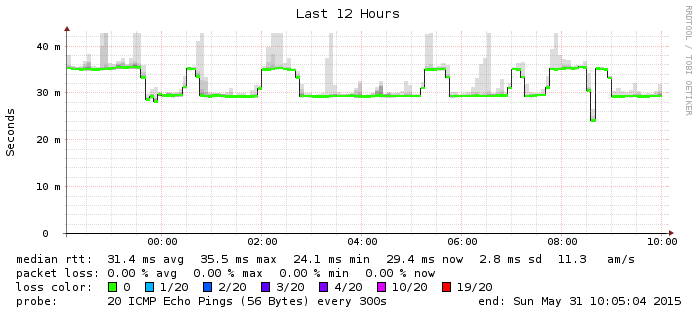 Last 12 Hours
RRDTOOL / TOBI OETIKER
Seconds
40 m
30 m
20 m
10 m
0
00:00 02:00 04:00 06:00 08:00 10:00
median rtt: 31.4 ms avg 35.5 ms max 24.1 ms min 29.4 ms now 2.8 ms sd 11.3 am/s
packet loss: 0.00 % avg 0.00 % max 0.00 % min 0.00 % now
loss color: 0 1/20 2/20 3/20 4/20 10/20 19/20
probe: 20 ICMP Echo Pings (56 Bytes) every 300s end: Sun May 31 10:05:04 2015